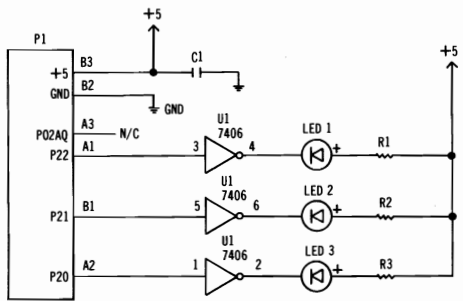 +5
P1
B3
C1
+5
+5
B2
GND
GND
A3
PO2AQ
N/C
U1
7406
LED 1
A1
P22
3
4
+
R1
U1
7406
LED 2
B1
P21
5
6
+
R2
U1
7406
LED 3
A2
P20
1
2
+
R3